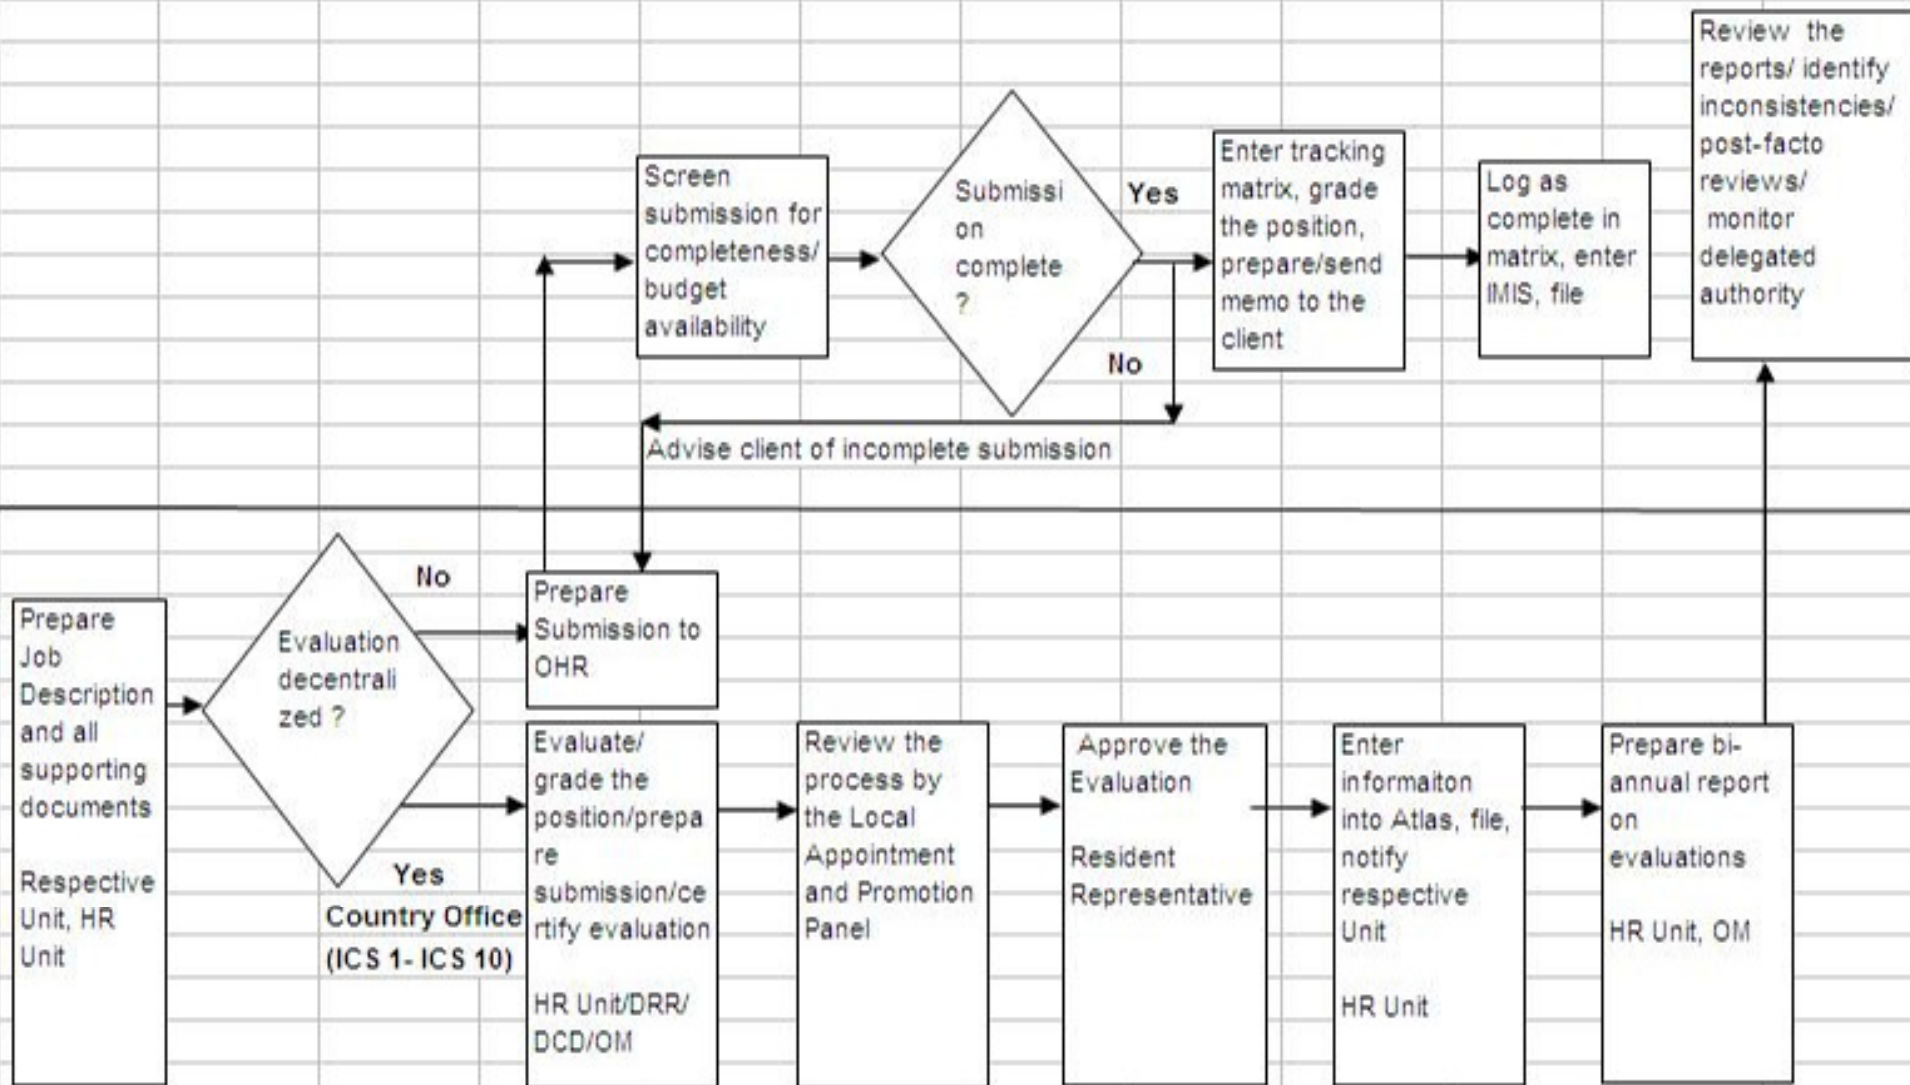 Review the
reports/ identify
inconsistencies/
post-facto
reviews/
monitor
delegated
authority
Screen
submission for
completeness/
budget
availability
Submissi
on
complete
?
Yes
No
Enter tracking
matrix, grade
the position,
prepare/send
memo to the
client
Log as
complete in
matrix, enter
IMIS, file
Advise client of incomplete submission
Prepare
Job
Description
and all
supporting
documents
Respective
Unit, HR
Unit
Evaluation
decentrali
zed ?
No
Yes
Country Office
(ICS 1- ICS 10)
Prepare
Submission to
OHR
Evaluate/
grade the
position/prepa
re
submission/ce
rtify evaluation
HR Unit/DRR/
DCD/OM
Review the
process by
the Local
Appointment
and Promotion
Panel
Approve the
Evaluation
Resident
Representative
Enter
informaiton
into Atlas, file,
notify
respective
Unit
HR Unit
Prepare bi-
annual report
on
evaluations
HR Unit, OM